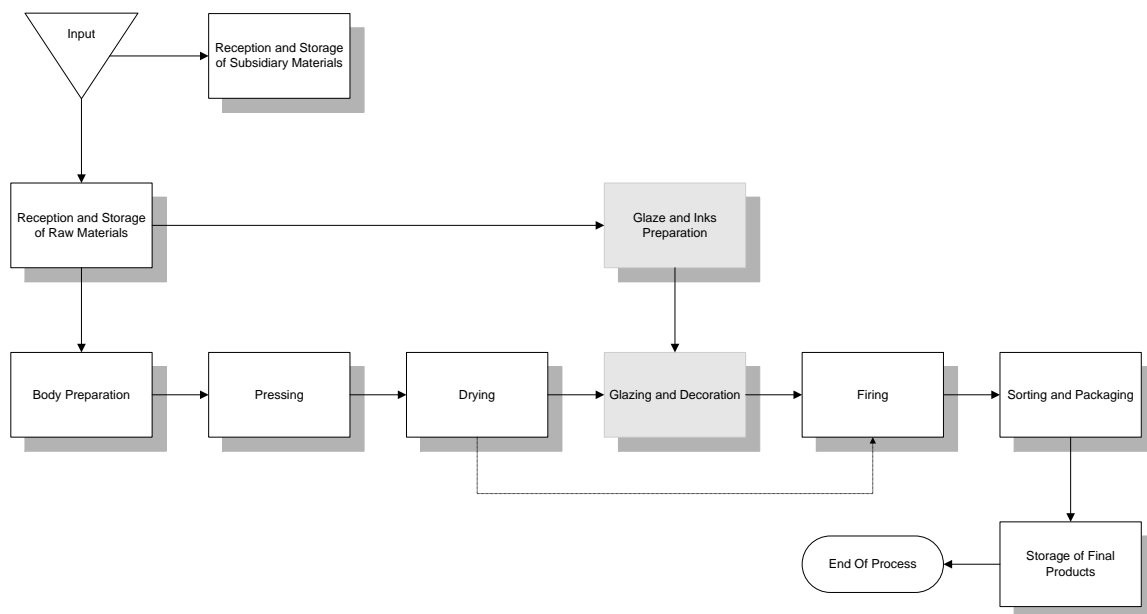 Input
Reception and Storage
of Subsidiary Materials
Reception and Storage
of Raw Materials
Glaze and Inks
Preparation
Body Preparation
Pressing
Drying
Glazing and Decoration
Firing
Sorting and Packaging
End Of Process
Storage of Final
Products